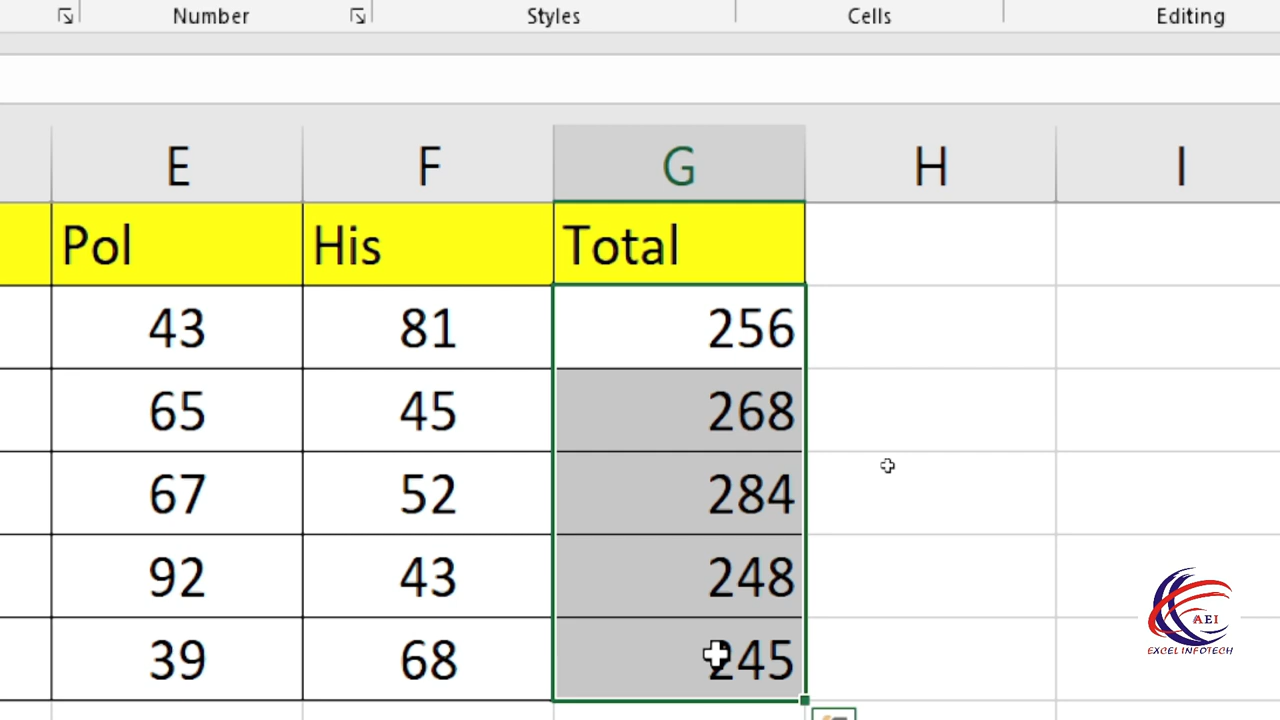 Number Styles Cells Editing
E F G H I
Pol His Total
43 81 256
65 45 268
67 52 284
92 43 248
39 68 245
AEI
EXCEL INFOTECH